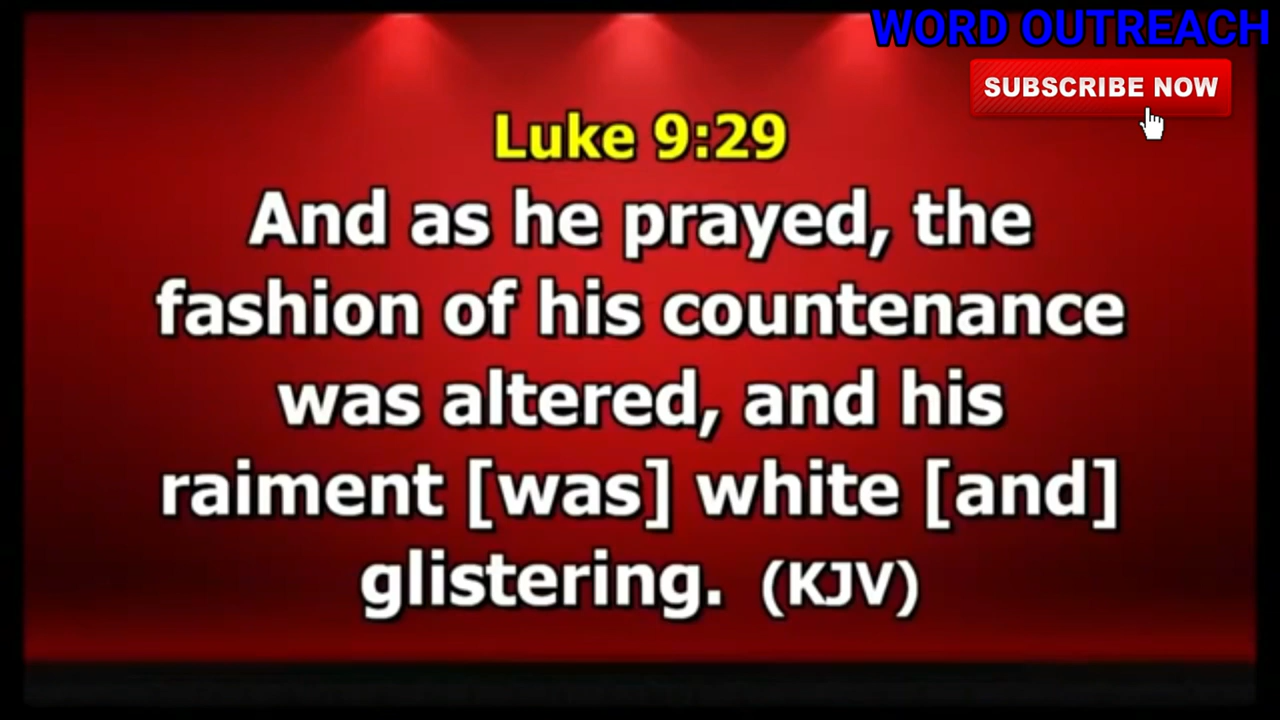 WORD OUTREACH
SUBSCRIBE NOW
Luke 9:29
And as he prayed, the
fashion of his countenance
was altered, and his
raiment [was] white [and]
glistering. (KJV)